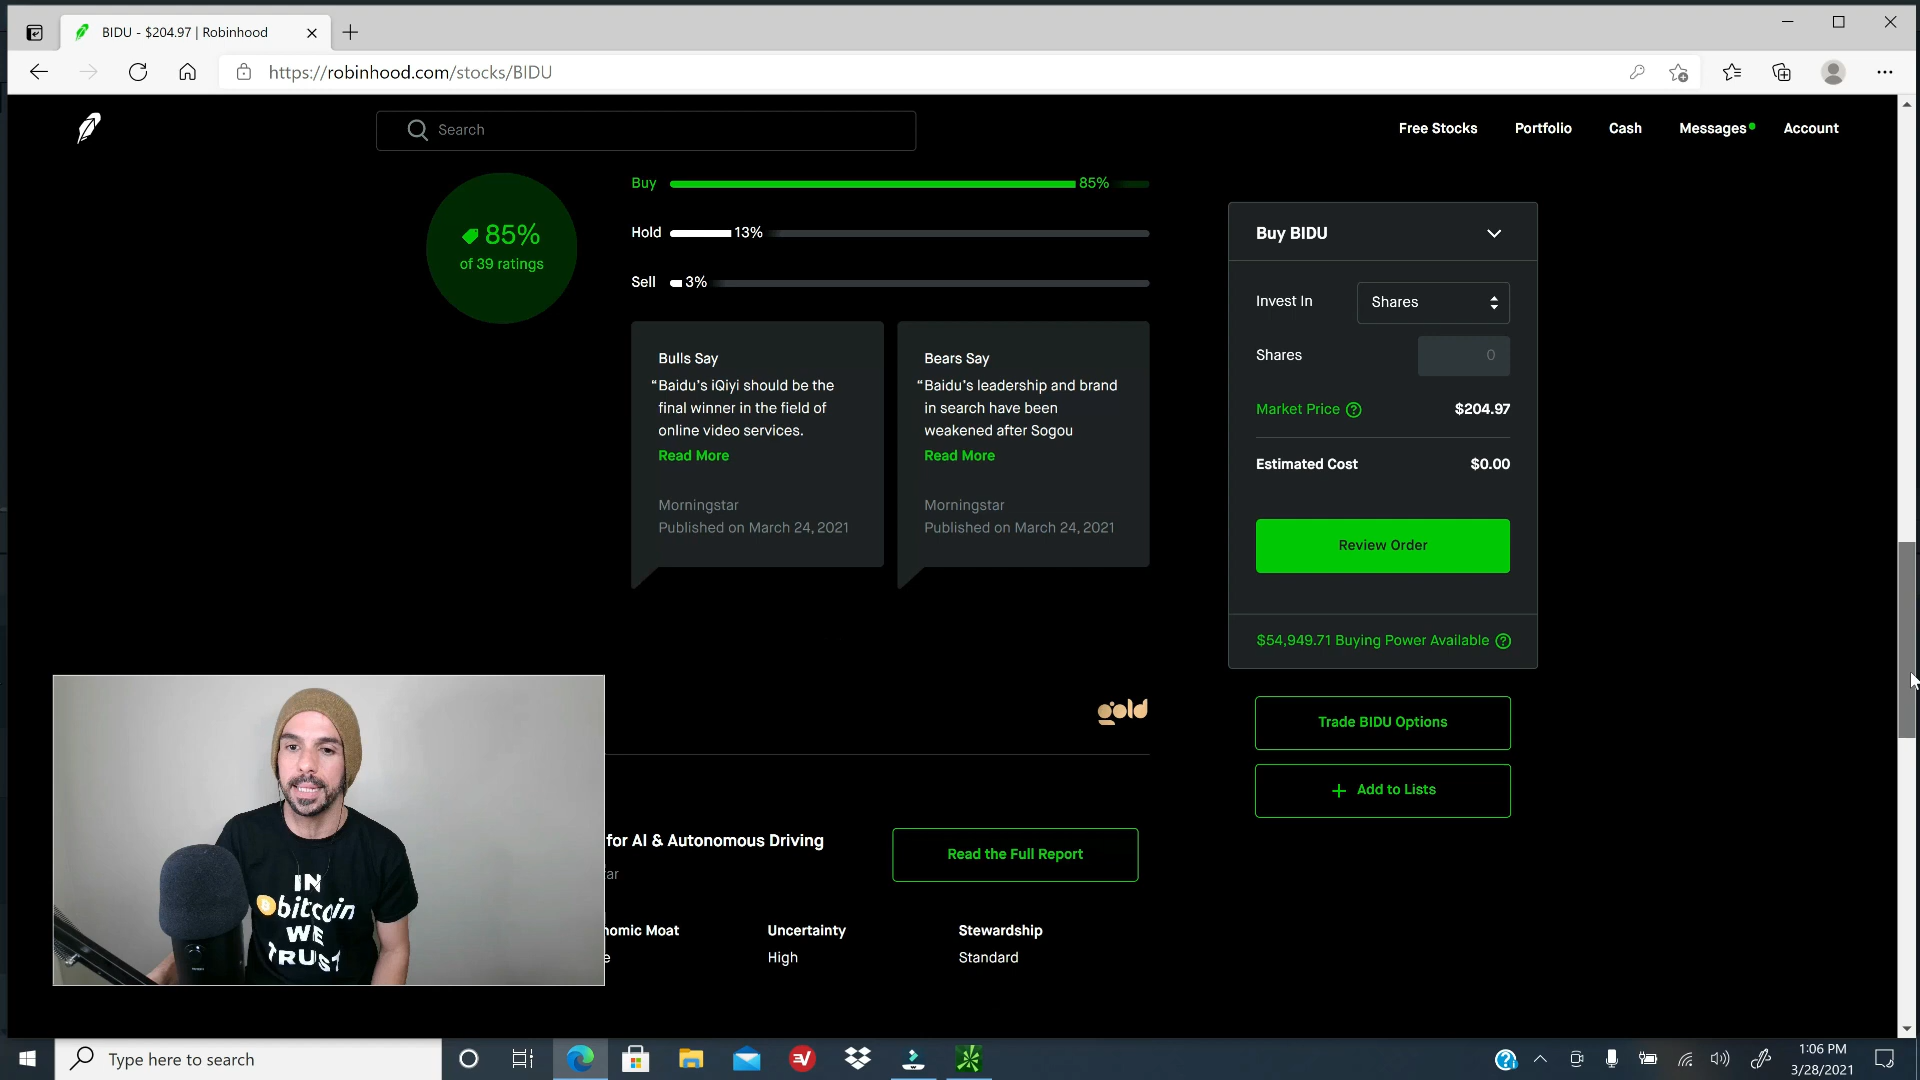 BIDU - $204.97 | Robinhood
https://robinhood.com/stocks/BIDU
Search
Free Stocks
Portfolio
Cash
Messages
Account
85%
of 39 ratings
Buy 85%
Hold 13%
Sell 3%
Bulls Say
“Baidu’s iQiyi should be the
final winner in the field of
online video services.
Read More
Morningstar
Published on March 24, 2021
Bears Say
“Baidu’s leadership and brand
in search have been
weakened after Sogou
Read More
Morningstar
Published on March 24, 2021
Buy BIDU
Invest In Shares
Shares 0
Market Price $204.97
Estimated Cost $0.00
Review Order
$54,949.71 Buying Power Available
Trade BIDU Options
Add to Lists
gold
for AI & Autonomous Driving
ar
Read the Full Report
nomic Moat
e
Uncertainty
High
Stewardship
Standard
IN
bitcoin
WE
TRUST
Type here to search
1:06 PM
3/28/2021